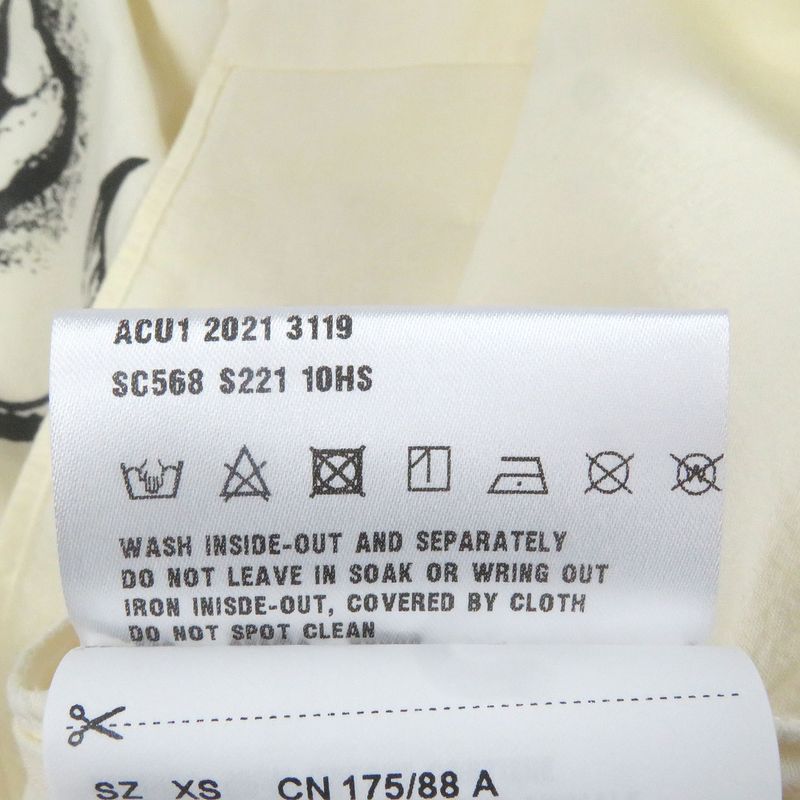 ACU1 2021 3119
SC568 S221 10HS
W
WASH INSIDE-OUT AND SEPARATELY
DO NOT LEAVE IN SOAK OR WRING OUT
IRON INISDE-OUT, COVERED BY CLOTH
DO NOT SPOT CLEAN
SZ XS CN 175/88 A